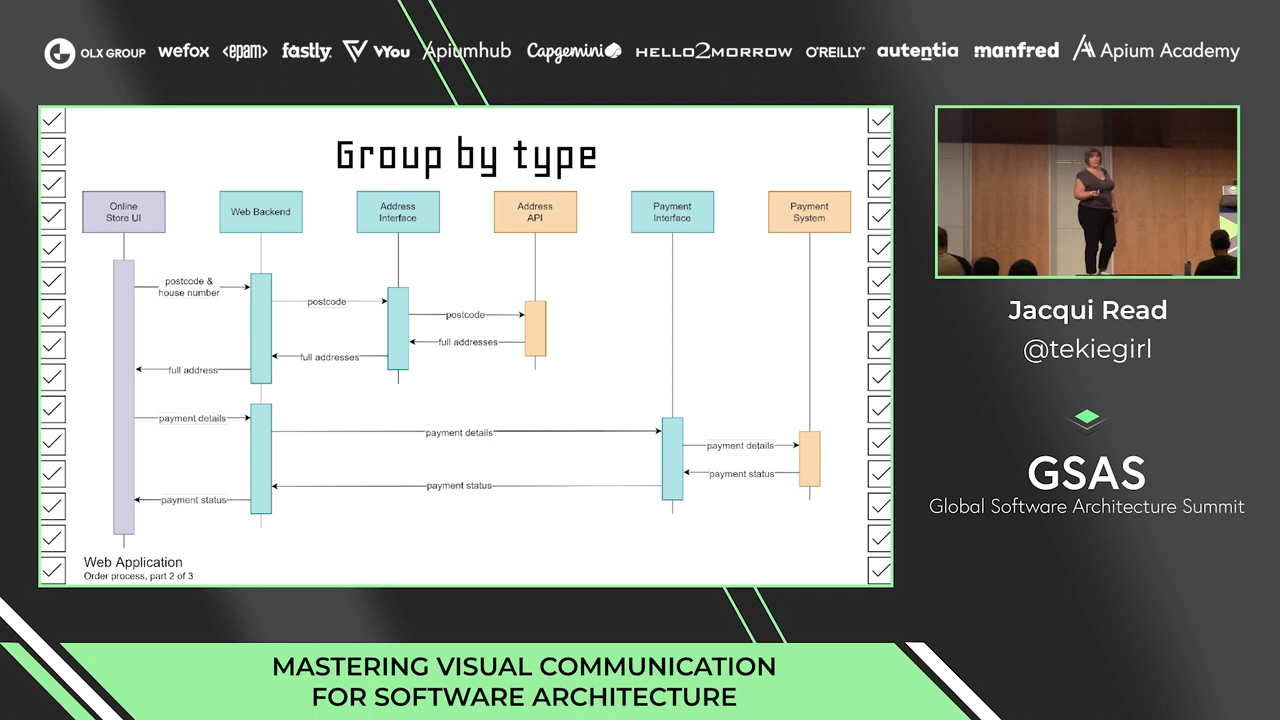 OLX GROUP wefox <epam> fastly. VYou Apiumhub Capgemini HELLO2MORROW O'REILLY® autentia manfred Apium Academy
Group by type
Online
Store UI
Web Backend
Address
Interface
Address
API
Payment
Interface
Payment
System
postcode &
house number
postcode
postcode
full addresses
full addresses
full address
payment details
payment details
payment details
payment status
payment status
payment status
Web Application
Order process, part 2 of 3
Jacqui Read
@tekiegirl
GSAS
Global Software Architecture Summit
MASTERING VISUAL COMMUNICATION
FOR SOFTWARE ARCHITECTURE